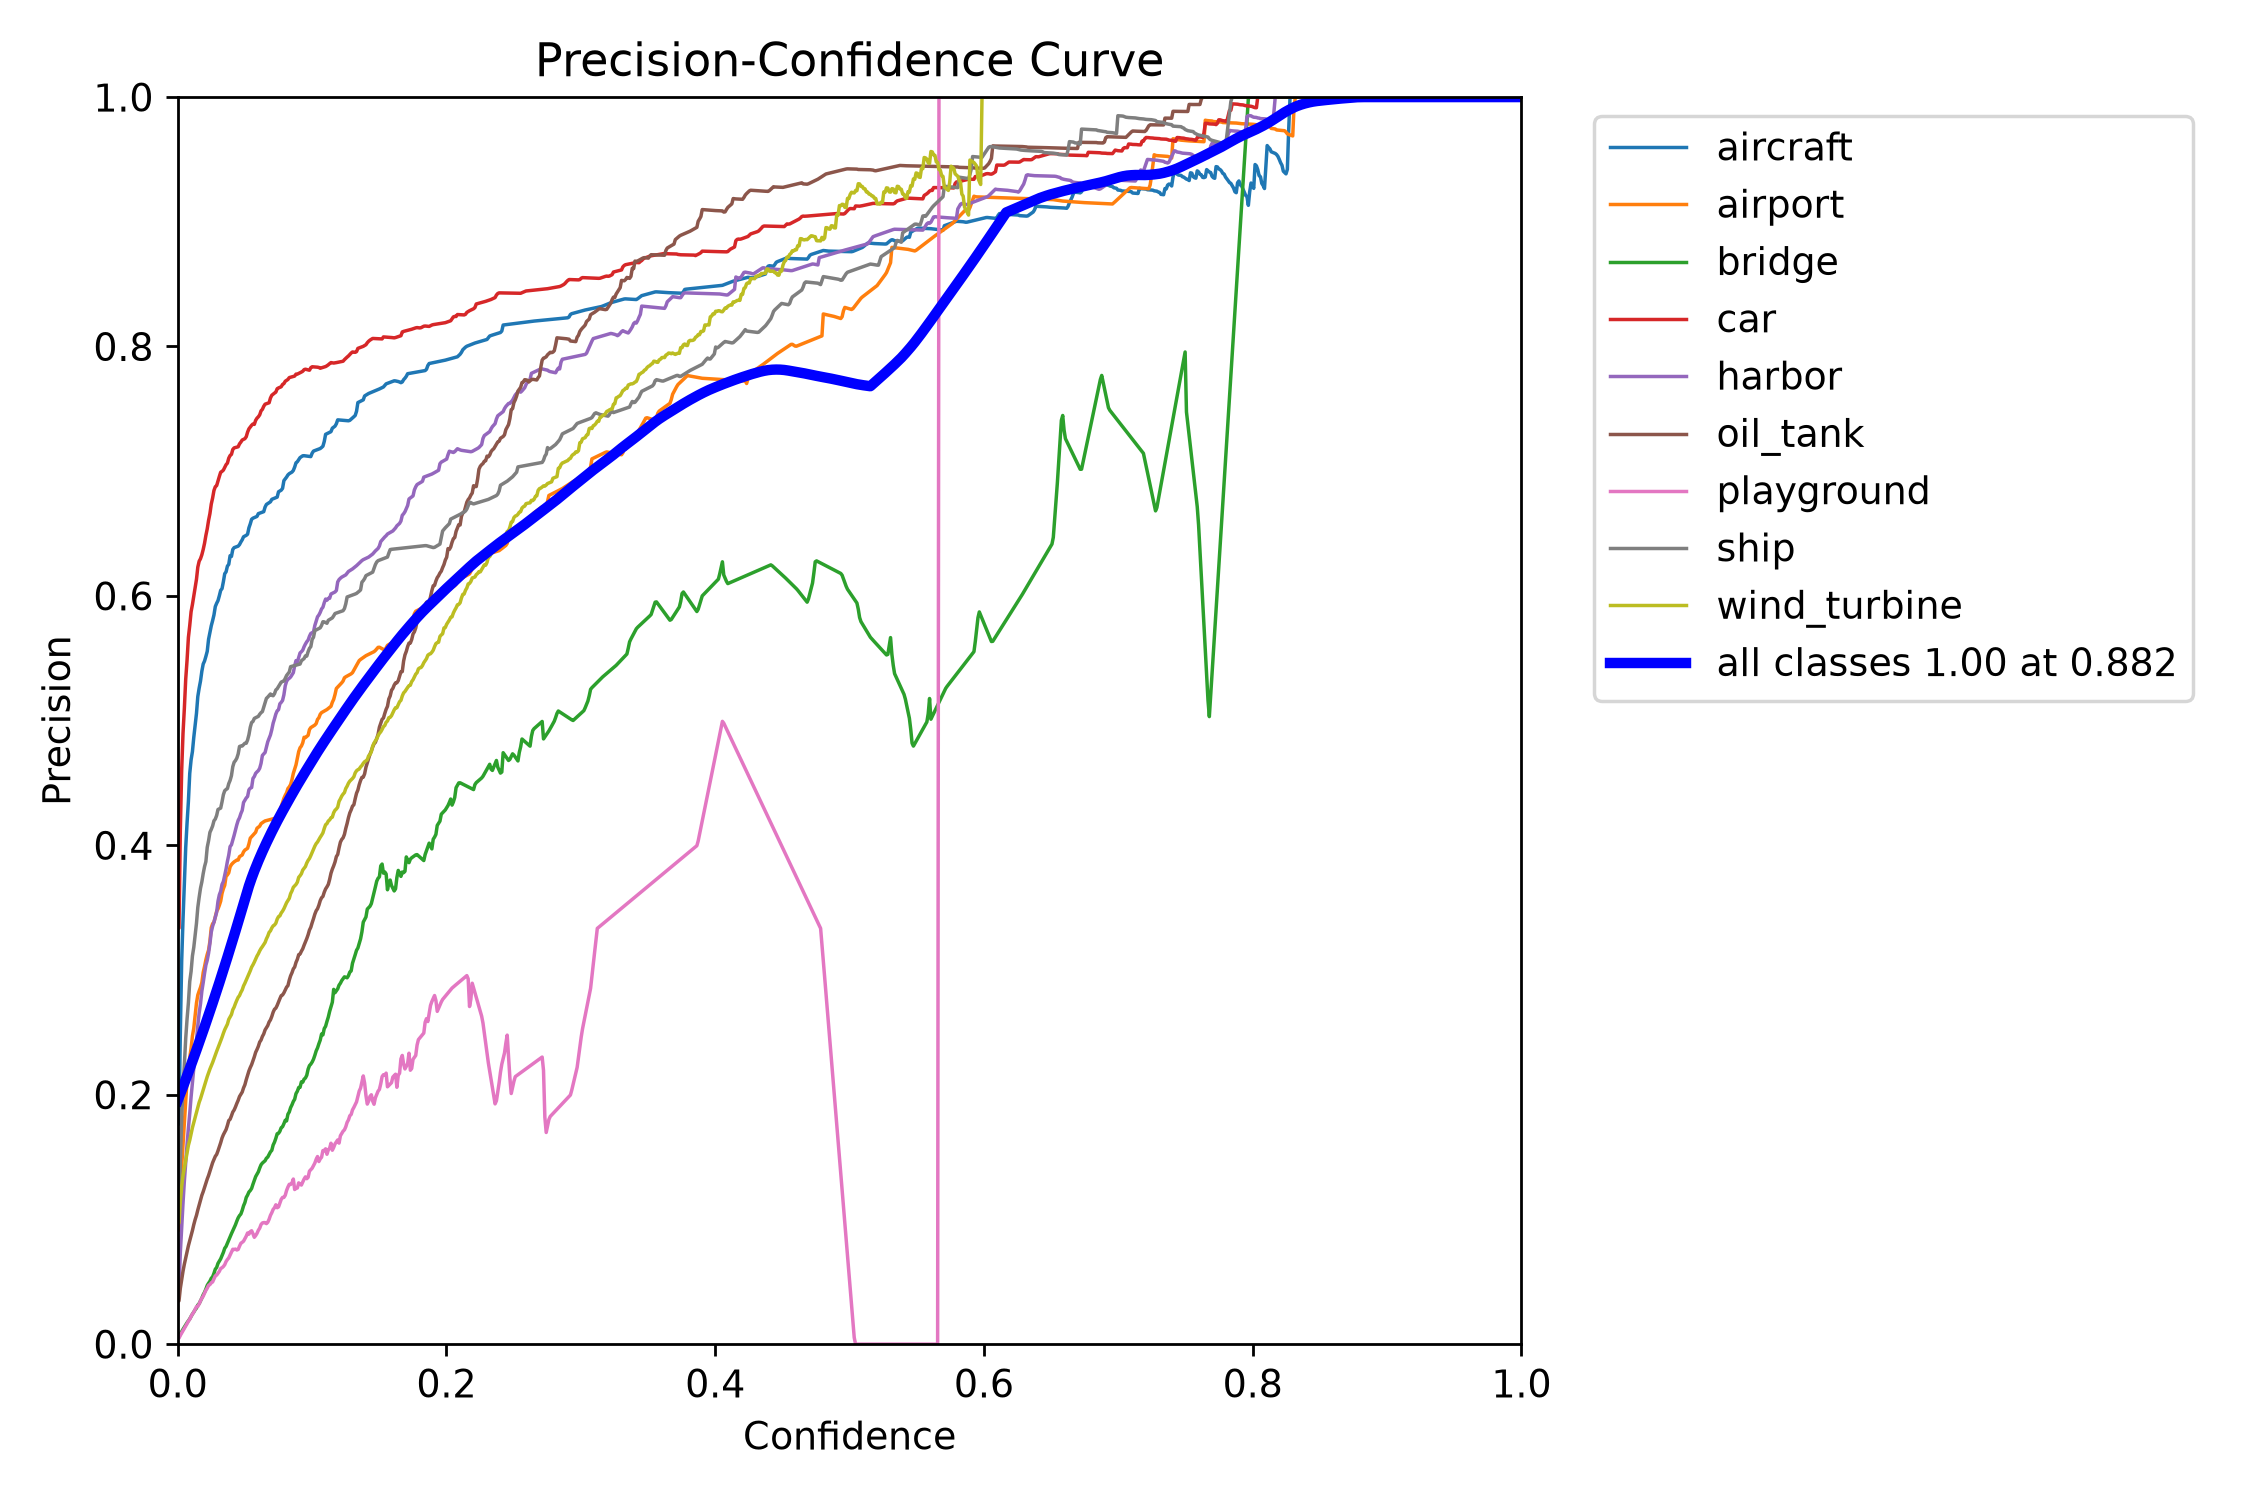 Precision-Confidence Curve
1.0
0.8
0.6
0.4
0.2
0.0
Precision
0.0 0.2 0.4 0.6 0.8 1.0
Confidence
aircraft
airport
bridge
car
harbor
oil_tank
playground
ship
wind_turbine
all classes 1.00 at 0.882